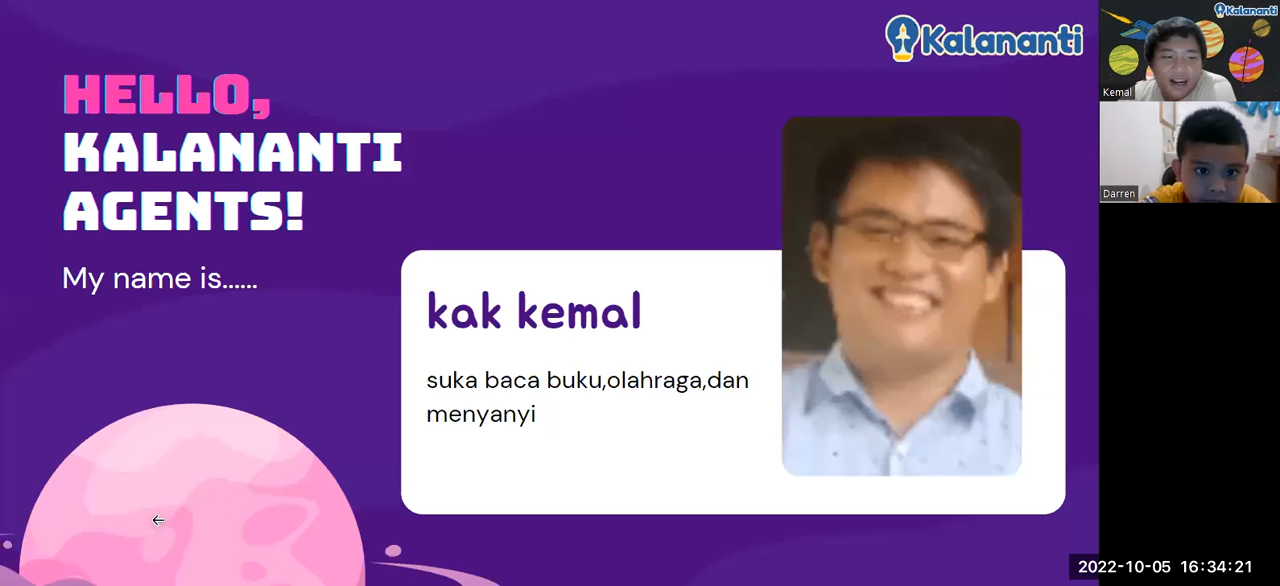 Kalananti
Kalananti
HELLO,
KALANANTI
AGENTS!
My name is......
kak kemal
suka baca buku,olahraga,dan
menyanyi
Kemal
Darren
2022-10-05 16:34:21